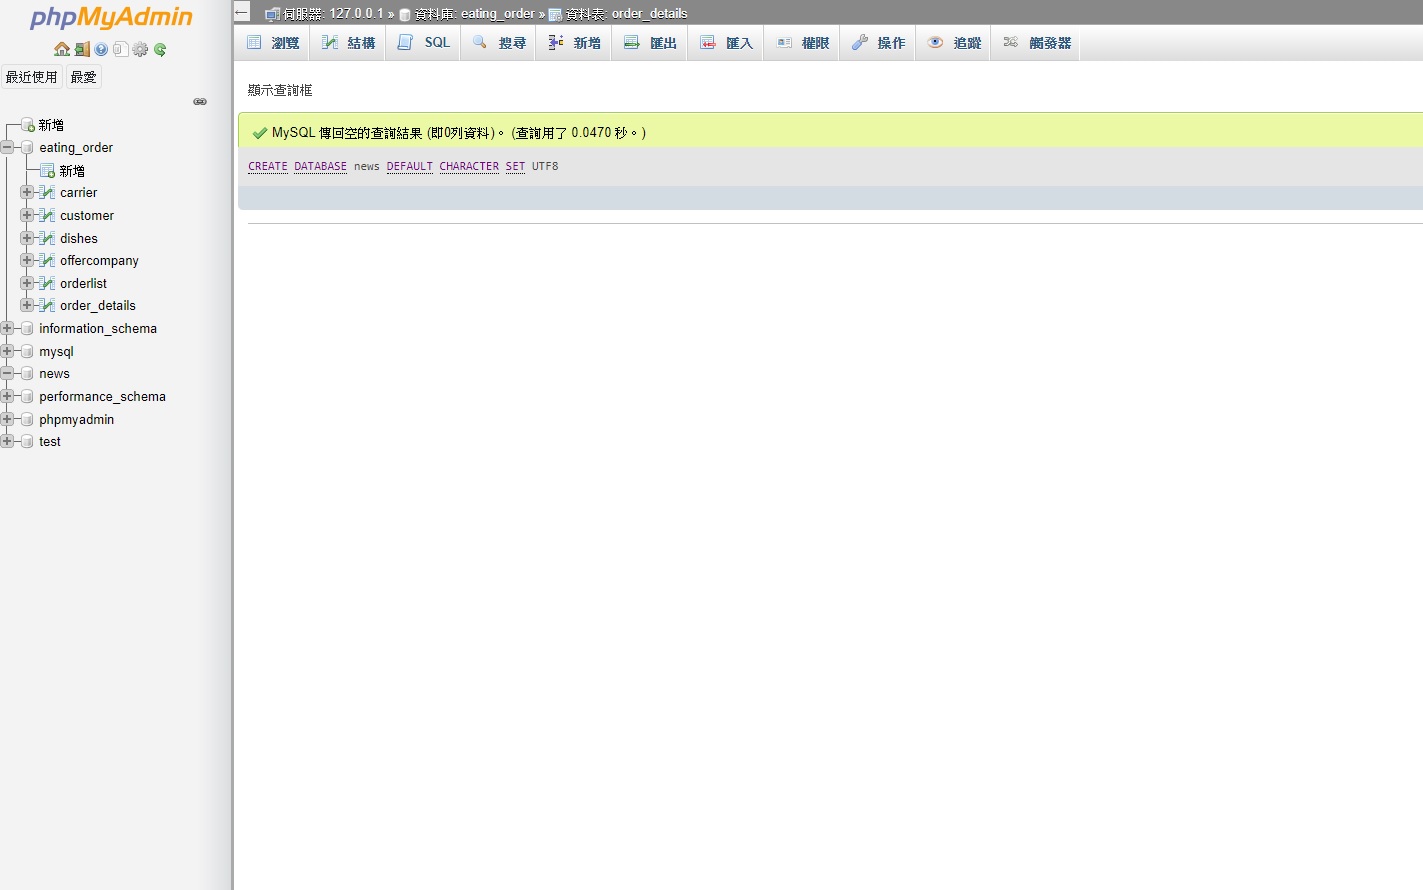 phpMyAdmin
最近使用 最愛
新增
eating_order
新增
carrier
customer
dishes
offercompany
orderlist
order_details
information_schema
mysql
news
performance_schema
phpmyadmin
test
伺服器: 127.0.0.1 » 資料庫: eating_order » 資料表: order_details
瀏覽 結構 SQL 搜尋 新增 匯出 匯入 權限 操作 追蹤 觸發器
顯示查詢框
MySQL 傳回空的查詢結果 (即0列資料)。 (查詢用了 0.0470 秒。)
CREATE DATABASE news DEFAULT CHARACTER SET UTF8